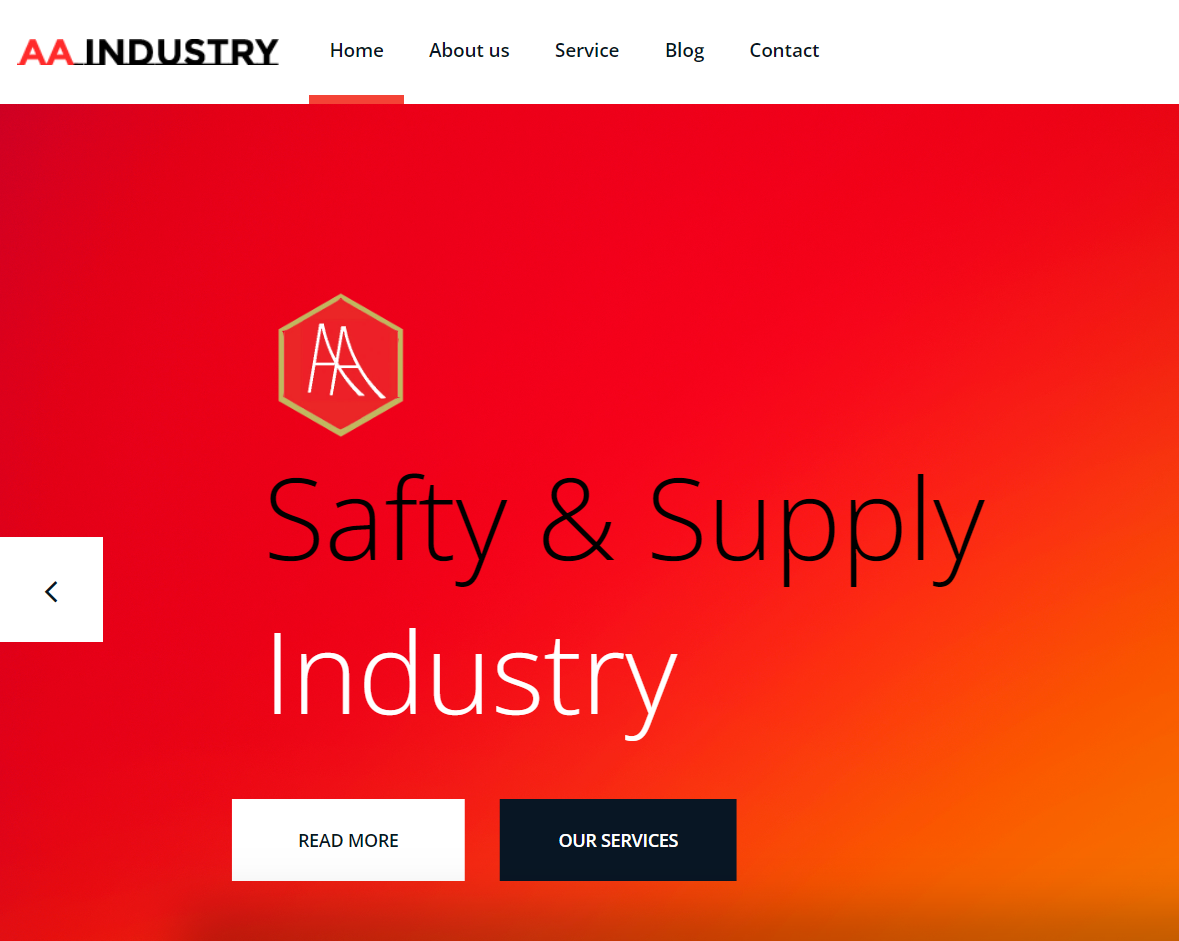 AA INDUSTRY
Home About us Service Blog Contact
AA
Safty & Supply
Industry
READ MORE OUR SERVICES